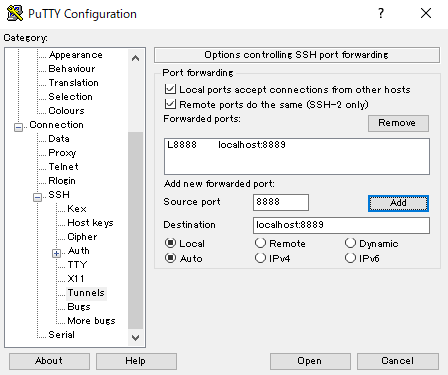 PuTTY Configuration
Category:
Appearance
Behaviour
Translation
Selection
Colours
Connection
Data
Proxy
Telnet
Rlogin
SSH
Kex
Host keys
Cipher
Auth
TTY
X11
Tunnels
Bugs
More bugs
Serial
Options controlling SSH port forwarding
Port forwarding
Local ports accept connections from other hosts
Remote ports do the same (SSH-2 only)
Forwarded ports:
Remove
L8888 localhost:8889
Add new forwarded port:
Source port 8888 Add
Destination localhost:8889
Local Remote Dynamic
Auto IPv4 IPv6
About Help Open Cancel